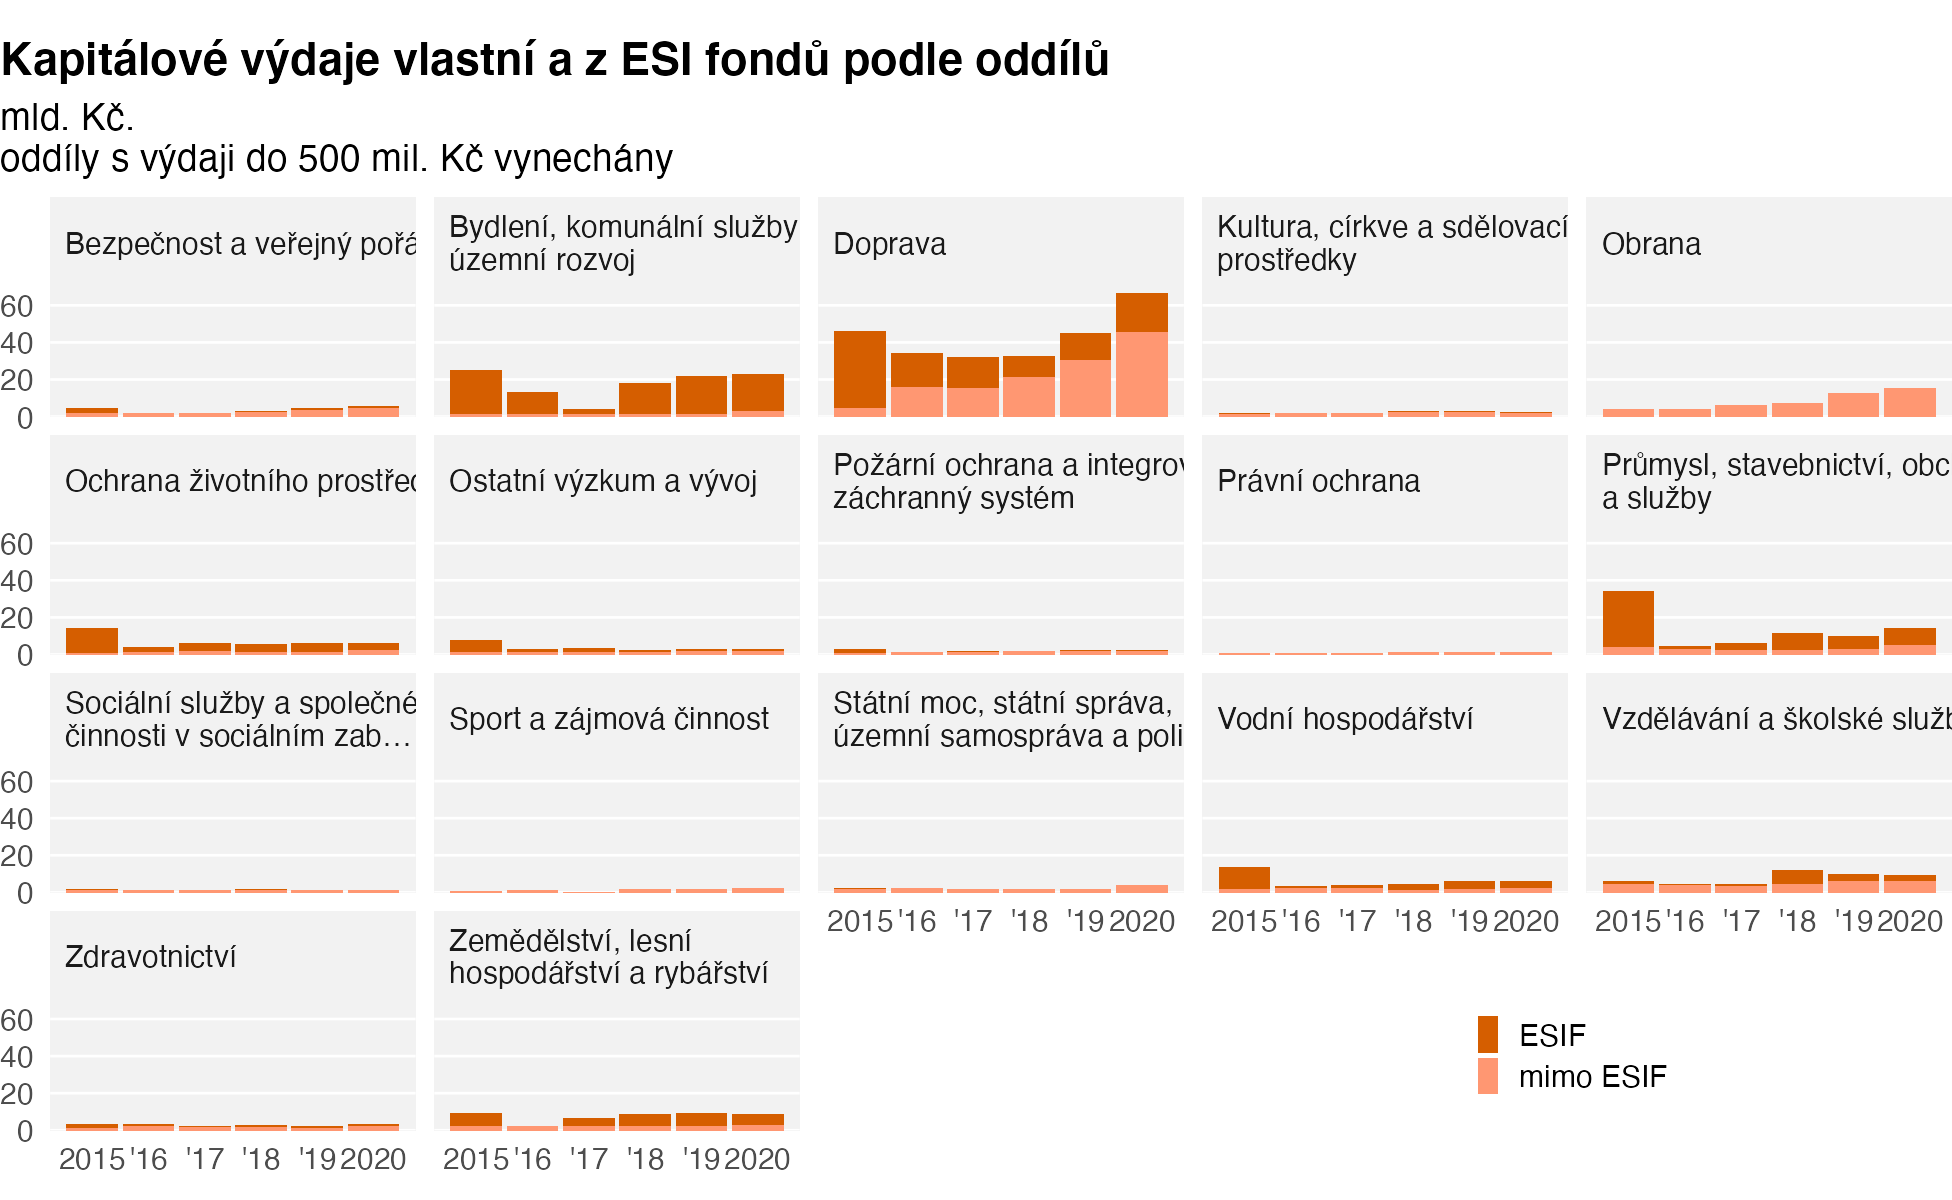 Kapitálové výdaje vlastní a z ESI fondů podle oddílů
mld. Kč.
oddíly s výdaji do 500 mil. Kč vynechány
Bezpečnost a veřejný pořá
Bydlení, komunální služby
územní rozvoj
Doprava
Kultura, církve a sdělovací
prostředky
Obrana
60
40
20
0
Ochrana životního prostřed
Ostatní výzkum a vývoj
Požární ochrana a integrov
záchranný systém
Právní ochrana
Průmysl, stavebnictví, obc
a služby
60
40
20
0
Sociální služby a společné
činnosti v sociálním zab…
Sport a zájmová činnost
Státní moc, státní správa,
územní samospráva a poli
Vodní hospodářství
Vzdělávání a školské služb
60
40
20
0
2015 '16 '17 '18 '19 2020
2015 '16 '17 '18 '19 2020
2015 '16 '17 '18 '19 2020
Zdravotnictví
Zemědělství, lesní
hospodářství a rybářství
60
40
20
0
2015 '16 '17 '18 '19 2020
2015 '16 '17 '18 '19 2020
ESIF
mimo ESIF